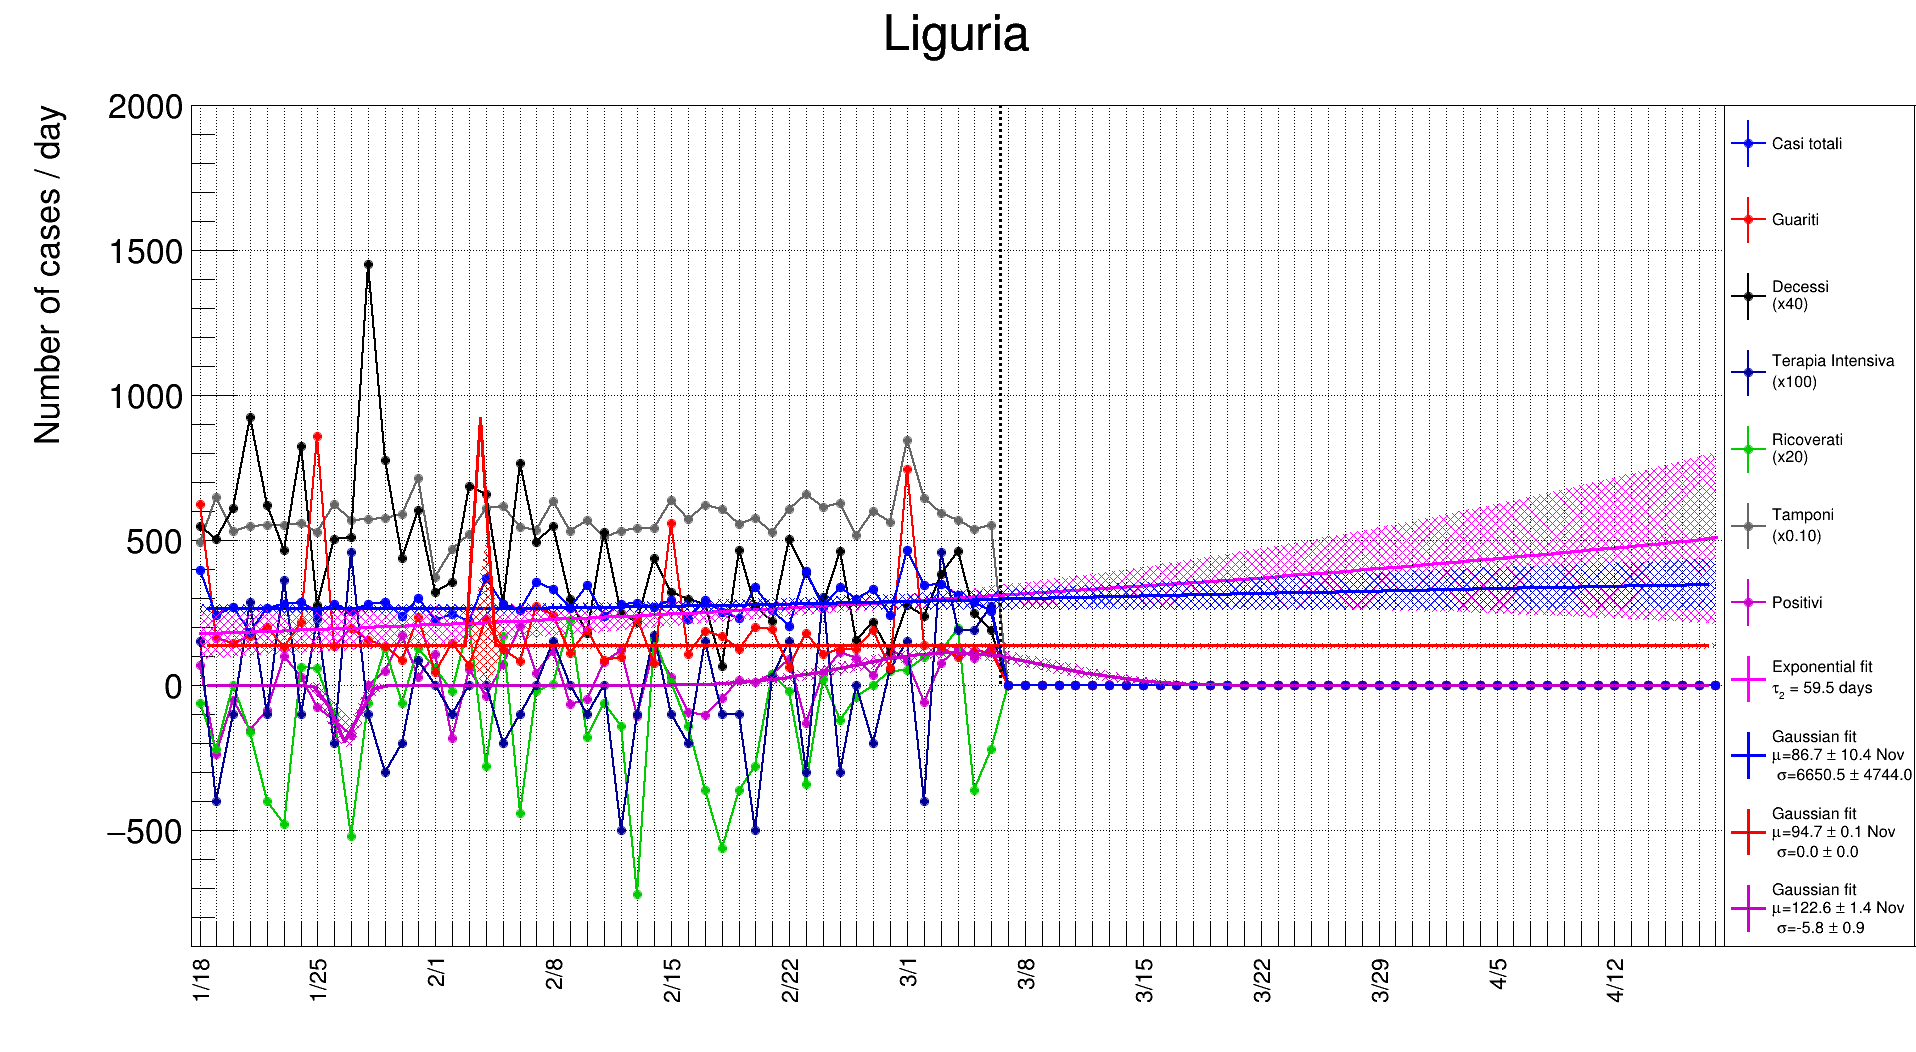 Liguria
Number of cases / day
2000
1500
1000
500
0
−500
1/18
1/25
2/1
2/8
2/15
2/22
3/1
3/8
3/15
3/22
3/29
4/5
4/12
Casi totali
Guariti
Decessi
(x40)
Terapia Intensiva
(x100)
Ricoverati
(x20)
Tamponi
(x0.10)
Positivi
Exponential fit
τ2 = 59.5 days
Gaussian fit
μ=86.7 ± 10.4 Nov
σ=6650.5 ± 4744.0
Gaussian fit
μ=94.7 ± 0.1 Nov
σ=0.0 ± 0.0
Gaussian fit
μ=122.6 ± 1.4 Nov
σ=-5.8 ± 0.9